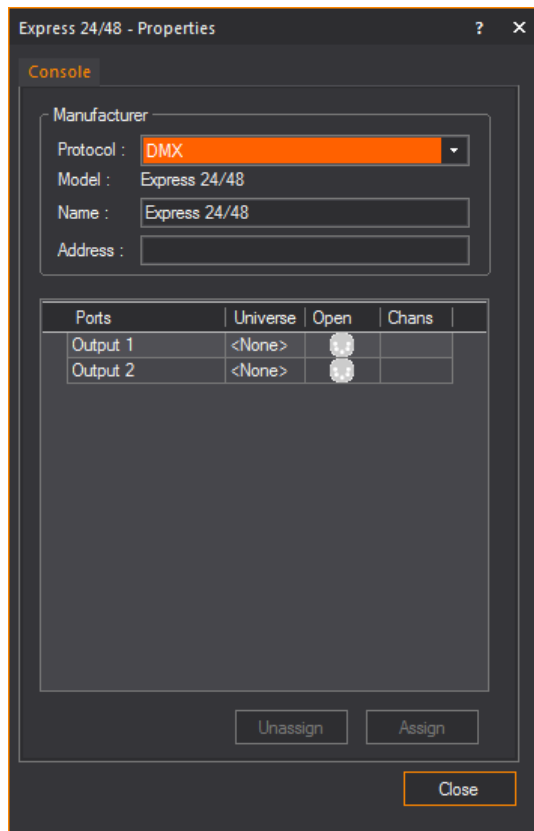 Express 24/48 - Properties ? ×
Console
Manufacturer
Protocol : DMX
Model : Express 24/48
Name : Express 24/48
Address :
Ports Universe Open Chans
Output 1 <None>
Output 2 <None>
Unassign Assign
Close